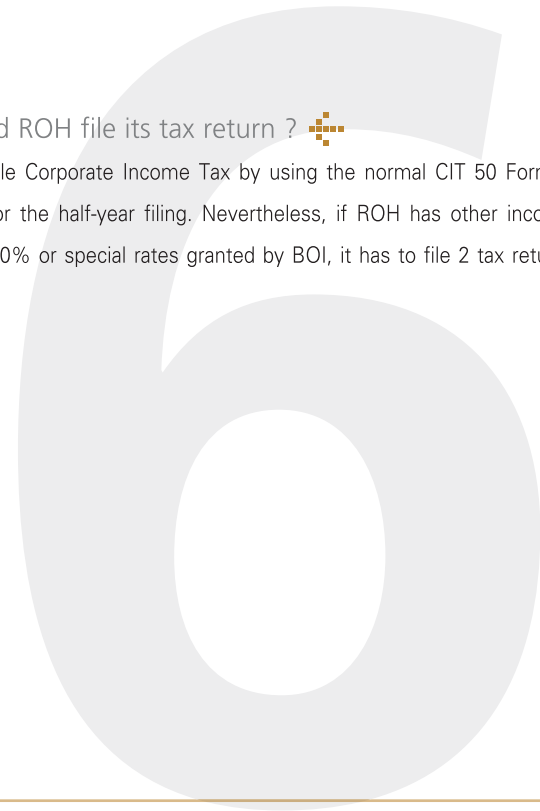 d ROH file its tax return ?
le Corporate Income Tax by using the normal CIT 50 Form
or the half-year filing. Nevertheless, if ROH has other inco
0% or special rates granted by BOI, it has to file 2 tax retu
6